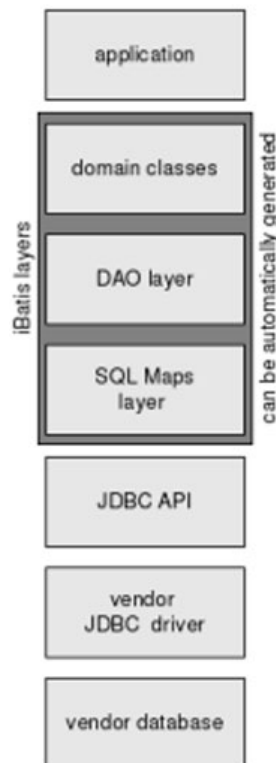 application
domain classes
DAO layer
SQL Maps
layer
iBatis layers
can be automatically generated
JDBC API
vendor
JDBC driver
vendor database